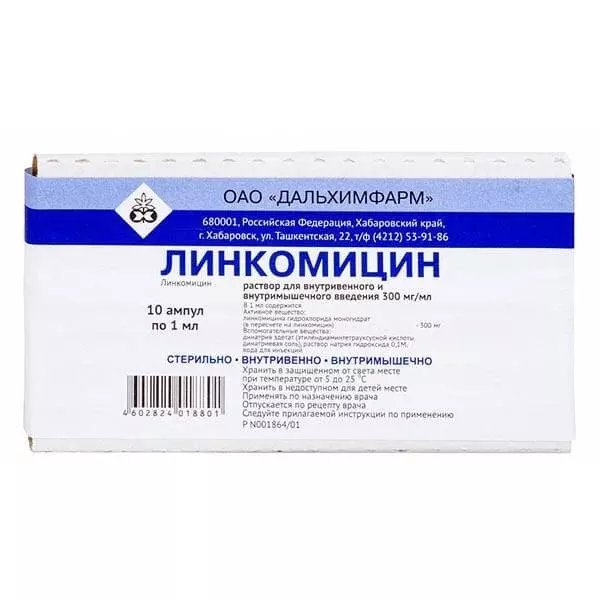 ОАО «ДАЛЬХИМФАРМ»
680001, Российская Федерация, Хабаровский край,
г. Хабаровск, ул. Ташкентская, 22, т/ф (4212) 53-91-86
ЛИНКОМИЦИН
Линкомицин
раствор для внутривенного и
внутримышечного введения 300 мг/мл
10 ампул
по 1 мл
В 1 мл содержится
Активное вещество:
линкомицина гидрохлорида моногидрат
(в пересчете на линкомицин) - 300 мг
Вспомогательные вещества:
динатрия эдетат (этилендиаминтетрауксусной кислоты
динатриевая соль), раствор натрия гидроксида 0,1М,
вода для инъекций
СТЕРИЛЬНО • ВНУТРИВЕННО • ВНУТРИМЫШЕЧНО
Хранить в защищенном от света месте
при температуре от 5 до 25 °С
Хранить в недоступном для детей месте
Применять по назначению врача
Отпускается по рецепту врача
Следуйте прилагаемой инструкции по применению
Р N001864/01
4602824018801